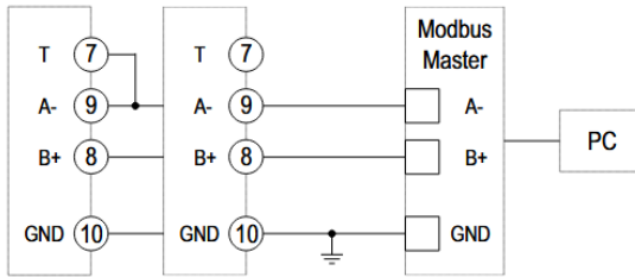 Modbus
Master
T 7 T 7
A- 9 A- 9 A-
B+ 8 B+ 8 B+
PC
GND 10 GND 10 GND